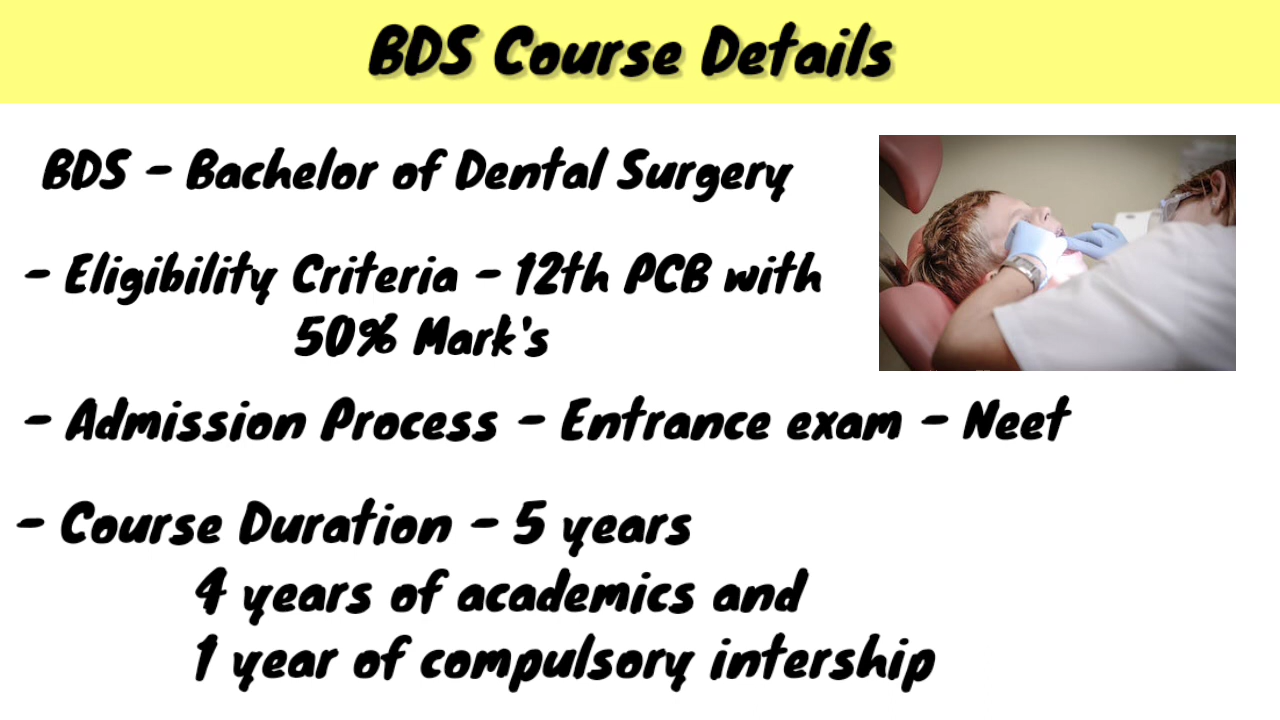 BDS Course Details
BDS - Bachelor of Dental Surgery
- Eligibility Criteria - 12th PCB with
50% Mark's
- Admission Process - Entrance exam - Neet
- Course Duration - 5 years
4 years of academics and
1 year of compulsory intership